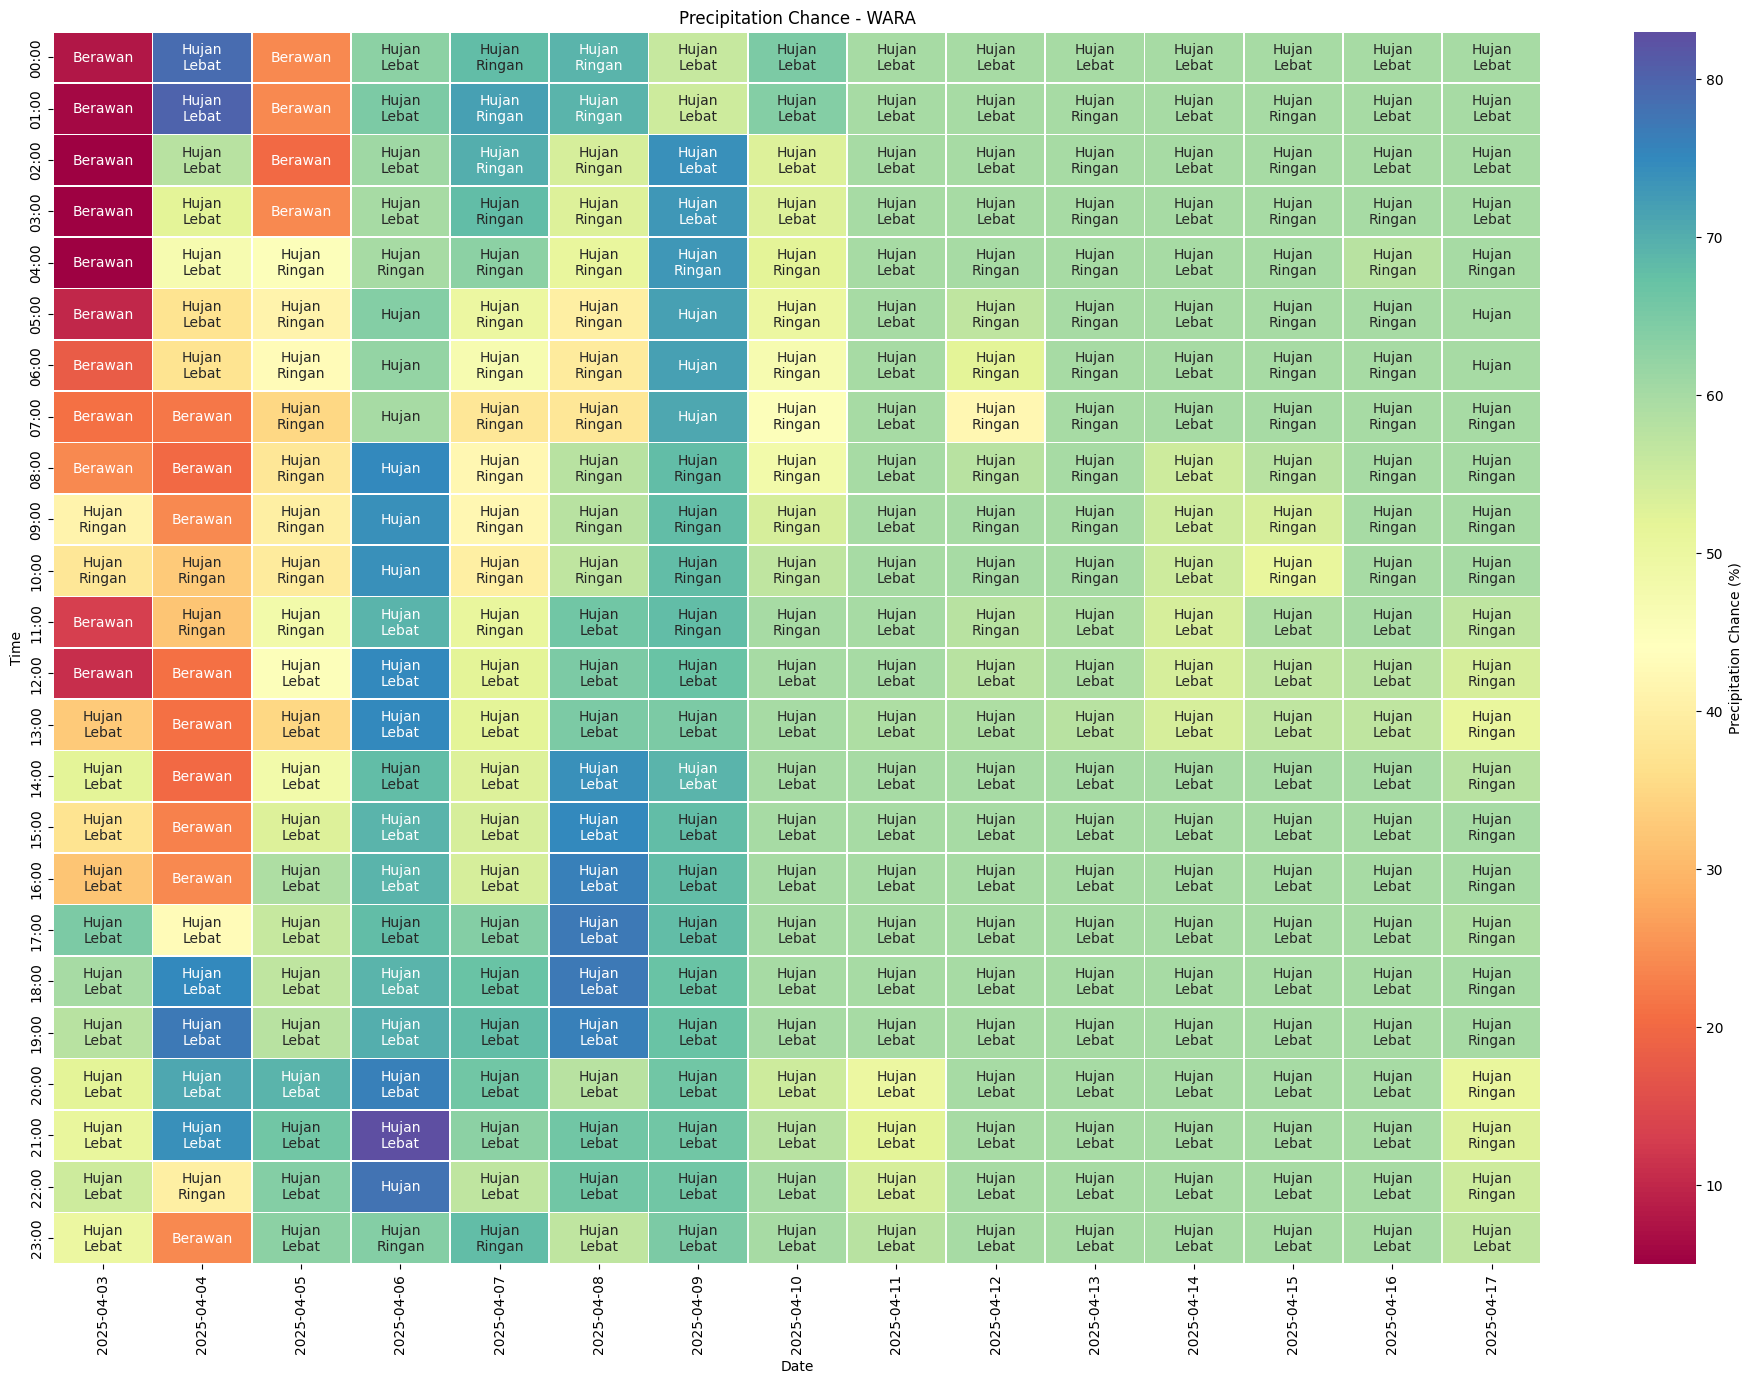 Precipitation Chance - WARA
00:00 Berawan Hujan Lebat Berawan Hujan Lebat Hujan Ringan Hujan Ringan Hujan Lebat Hujan Lebat Hujan Lebat Hujan Lebat Hujan Lebat Hujan Lebat Hujan Lebat Hujan Lebat Hujan Lebat
01:00 Berawan Hujan Lebat Berawan Hujan Lebat Hujan Ringan Hujan Ringan Hujan Lebat Hujan Lebat Hujan Lebat Hujan Lebat Hujan Ringan Hujan Lebat Hujan Ringan Hujan Lebat Hujan Lebat
02:00 Berawan Hujan Lebat Berawan Hujan Lebat Hujan Ringan Hujan Ringan Hujan Lebat Hujan Lebat Hujan Lebat Hujan Lebat Hujan Ringan Hujan Lebat Hujan Ringan Hujan Lebat Hujan Lebat
03:00 Berawan Hujan Lebat Berawan Hujan Lebat Hujan Ringan Hujan Ringan Hujan Lebat Hujan Lebat Hujan Lebat Hujan Lebat Hujan Ringan Hujan Lebat Hujan Ringan Hujan Ringan Hujan Lebat
04:00 Berawan Hujan Lebat Hujan Ringan Hujan Ringan Hujan Ringan Hujan Ringan Hujan Ringan Hujan Ringan Hujan Lebat Hujan Ringan Hujan Ringan Hujan Lebat Hujan Ringan Hujan Ringan Hujan Ringan
05:00 Berawan Hujan Lebat Hujan Ringan Hujan Hujan Ringan Hujan Ringan Hujan Hujan Ringan Hujan Lebat Hujan Ringan Hujan Ringan Hujan Lebat Hujan Ringan Hujan Ringan Hujan
06:00 Berawan Hujan Lebat Hujan Ringan Hujan Hujan Ringan Hujan Ringan Hujan Hujan Ringan Hujan Lebat Hujan Ringan Hujan Ringan Hujan Lebat Hujan Ringan Hujan Ringan Hujan
07:00 Berawan Berawan Hujan Ringan Hujan Hujan Ringan Hujan Ringan Hujan Hujan Ringan Hujan Lebat Hujan Ringan Hujan Ringan Hujan Lebat Hujan Ringan Hujan Ringan Hujan Ringan
08:00 Berawan Berawan Hujan Ringan Hujan Hujan Ringan Hujan Ringan Hujan Ringan Hujan Ringan Hujan Lebat Hujan Ringan Hujan Ringan Hujan Lebat Hujan Ringan Hujan Ringan Hujan Ringan
09:00 Hujan Ringan Berawan Hujan Ringan Hujan Hujan Ringan Hujan Ringan Hujan Ringan Hujan Ringan Hujan Lebat Hujan Ringan Hujan Ringan Hujan Lebat Hujan Ringan Hujan Ringan Hujan Ringan
10:00 Hujan Ringan Hujan Ringan Hujan Ringan Hujan Hujan Ringan Hujan Lebat Hujan Ringan Hujan Ringan Hujan Lebat Hujan Ringan Hujan Ringan Hujan Lebat Hujan Ringan Hujan Ringan Hujan Ringan
11:00 Berawan Hujan Ringan Hujan Ringan Hujan Lebat Hujan Ringan Hujan Lebat Hujan Ringan Hujan Ringan Hujan Lebat Hujan Ringan Hujan Lebat Hujan Lebat Hujan Lebat Hujan Lebat Hujan Ringan
12:00 Berawan Berawan Hujan Lebat Hujan Lebat Hujan Lebat Hujan Lebat Hujan Lebat Hujan Lebat Hujan Lebat Hujan Lebat Hujan Lebat Hujan Lebat Hujan Lebat Hujan Lebat Hujan Ringan
13:00 Hujan Lebat Berawan Hujan Lebat Hujan Lebat Hujan Lebat Hujan Lebat Hujan Lebat Hujan Lebat Hujan Lebat Hujan Lebat Hujan Lebat Hujan Lebat Hujan Lebat Hujan Lebat Hujan Ringan
14:00 Hujan Lebat Berawan Hujan Lebat Hujan Lebat Hujan Lebat Hujan Lebat Hujan Lebat Hujan Lebat Hujan Lebat Hujan Lebat Hujan Lebat Hujan Lebat Hujan Lebat Hujan Lebat Hujan Ringan
15:00 Hujan Lebat Berawan Hujan Lebat Hujan Lebat Hujan Lebat Hujan Lebat Hujan Lebat Hujan Lebat Hujan Lebat Hujan Lebat Hujan Lebat Hujan Lebat Hujan Lebat Hujan Lebat Hujan Ringan
16:00 Hujan Lebat Berawan Hujan Lebat Hujan Lebat Hujan Lebat Hujan Lebat Hujan Lebat Hujan Lebat Hujan Lebat Hujan Lebat Hujan Lebat Hujan Lebat Hujan Lebat Hujan Lebat Hujan Ringan
17:00 Hujan Lebat Hujan Lebat Hujan Lebat Hujan Lebat Hujan Lebat Hujan Lebat Hujan Lebat Hujan Lebat Hujan Lebat Hujan Lebat Hujan Lebat Hujan Lebat Hujan Lebat Hujan Lebat Hujan Ringan
18:00 Hujan Lebat Hujan Lebat Hujan Lebat Hujan Lebat Hujan Lebat Hujan Lebat Hujan Lebat Hujan Lebat Hujan Lebat Hujan Lebat Hujan Lebat Hujan Lebat Hujan Lebat Hujan Lebat Hujan Ringan
19:00 Hujan Lebat Hujan Lebat Hujan Lebat Hujan Lebat Hujan Lebat Hujan Lebat Hujan Lebat Hujan Lebat Hujan Lebat Hujan Lebat Hujan Lebat Hujan Lebat Hujan Lebat Hujan Lebat Hujan Ringan
20:00 Hujan Lebat Hujan Lebat Hujan Lebat Hujan Lebat Hujan Lebat Hujan Lebat Hujan Lebat Hujan Lebat Hujan Lebat Hujan Lebat Hujan Lebat Hujan Lebat Hujan Lebat Hujan Lebat Hujan Ringan
21:00 Hujan Lebat Hujan Lebat Hujan Lebat Hujan Lebat Hujan Lebat Hujan Lebat Hujan Lebat Hujan Lebat Hujan Lebat Hujan Lebat Hujan Lebat Hujan Lebat Hujan Lebat Hujan Lebat Hujan Ringan
22:00 Hujan Lebat Hujan Ringan Hujan Lebat Hujan Hujan Lebat Hujan Lebat Hujan Lebat Hujan Lebat Hujan Lebat Hujan Lebat Hujan Lebat Hujan Lebat Hujan Lebat Hujan Lebat Hujan Ringan
23:00 Hujan Lebat Berawan Hujan Lebat Hujan Ringan Hujan Ringan Hujan Lebat Hujan Lebat Hujan Lebat Hujan Lebat Hujan Lebat Hujan Lebat Hujan Lebat Hujan Lebat Hujan Lebat Hujan Lebat
2025-04-03 2025-04-04 2025-04-05 2025-04-06 2025-04-07 2025-04-08 2025-04-09 2025-04-10 2025-04-11 2025-04-12 2025-04-13 2025-04-14 2025-04-15 2025-04-16 2025-04-17
Time
Date
80
70
60
50
40
30
20
10
Precipitation Chance (%)